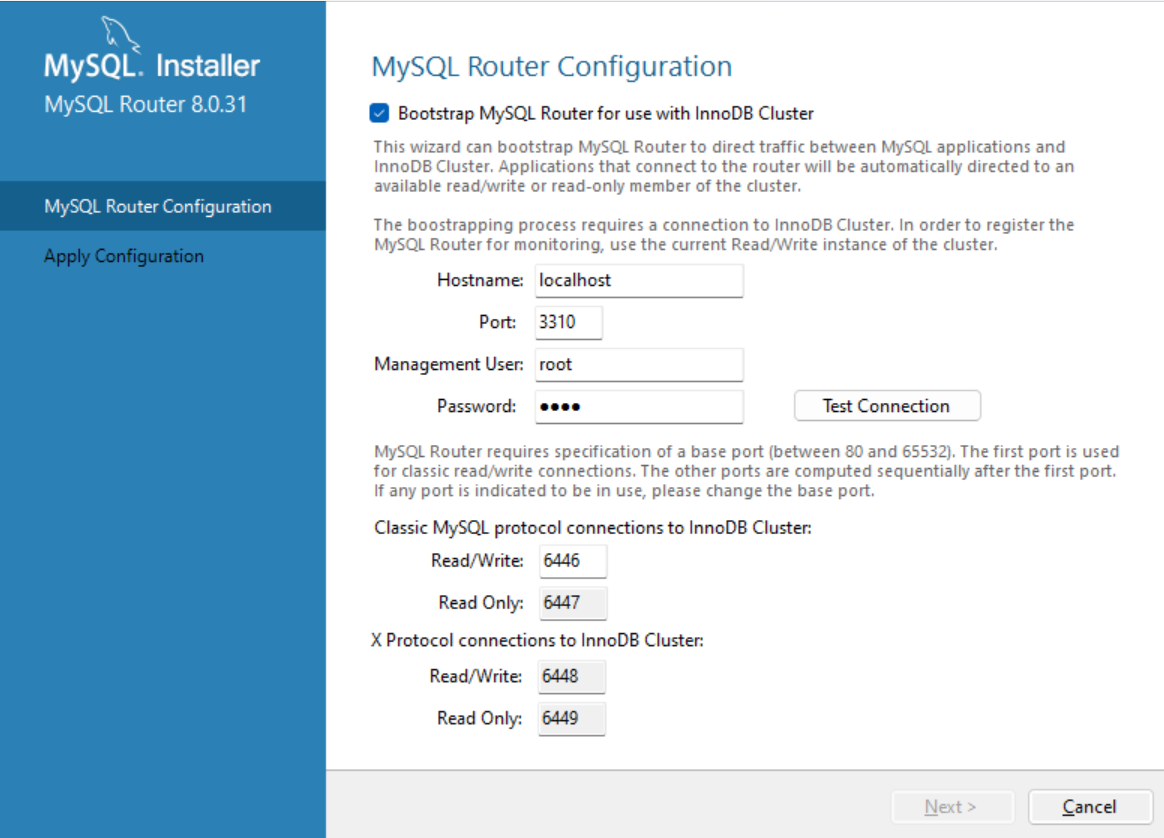 MySQL. Installer
MySQL Router 8.0.31
MySQL Router Configuration
Apply Configuration
MySQL Router Configuration
Bootstrap MySQL Router for use with InnoDB Cluster
This wizard can bootstrap MySQL Router to direct traffic between MySQL applications and
InnoDB Cluster. Applications that connect to the router will be automatically directed to an
available read/write or read-only member of the cluster.
The boostrapping process requires a connection to InnoDB Cluster. In order to register the
MySQL Router for monitoring, use the current Read/Write instance of the cluster.
Hostname: localhost
Port: 3310
Management User: root
Password: ●●●●
Test Connection
MySQL Router requires specification of a base port (between 80 and 65532). The first port is used
for classic read/write connections. The other ports are computed sequentially after the first port.
If any port is indicated to be in use, please change the base port.
Classic MySQL protocol connections to InnoDB Cluster:
Read/Write: 6446
Read Only: 6447
X Protocol connections to InnoDB Cluster:
Read/Write: 6448
Read Only: 6449
Next > Cancel